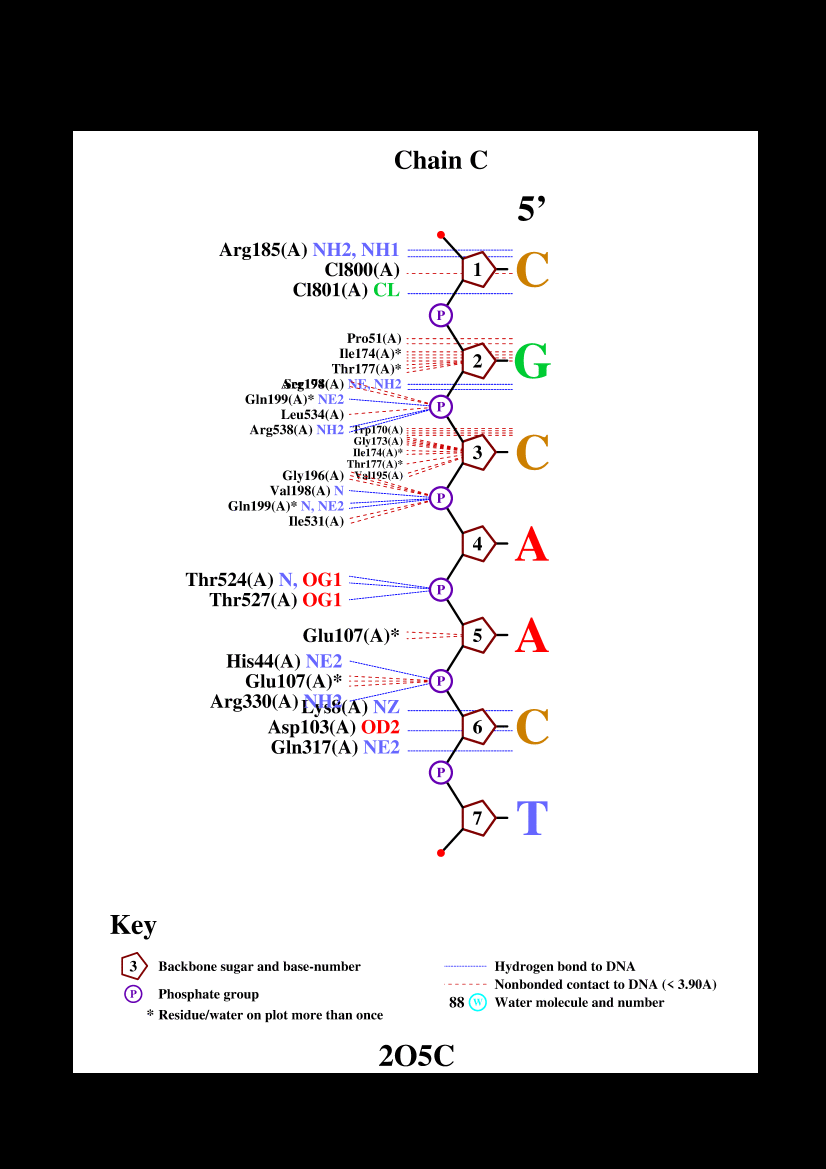 Chain C
5’
Arg185(A) NH2, NH1
Cl800(A)
Cl801(A) CL
1 C
P
Pro51(A)
Ile174(A)*
Thr177(A)*
2 G
NE, NH2
Gln199(A)* NE2
Leu534(A)
Arg538(A) NH2
P
Trp170(A)
Gly173(A)
Ile174(A)*
Thr177(A)*
Val195(A)
3 C
Gly196(A)
Val198(A) N
Gln199(A)* N, NE2
Ile531(A)
P
4 A
Thr524(A) N, OG1
Thr527(A) OG1
P
Glu107(A)*
5 A
His44(A) NE2
Glu107(A)*
Arg330(A) NH2
P
Lys8(A) NZ
Asp103(A) OD2
Gln317(A) NE2
6 C
P
7 T
Key
3 Backbone sugar and base-number
P Phosphate group
* Residue/water on plot more than once
Hydrogen bond to DNA
Nonbonded contact to DNA (< 3.90A)
88 W Water molecule and number
2O5C